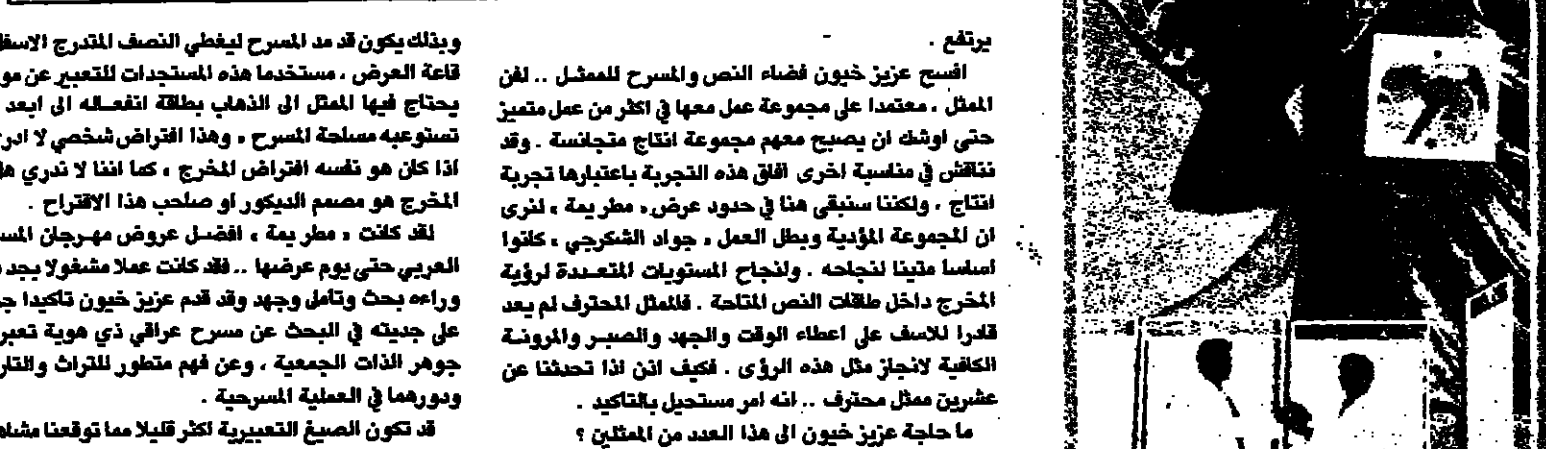 يرتفع .
افسح عزيز خيون فضاء النص والمسرح للممثل .. لفن
الممثل ، معتمدا على مجموعة عمل معها في اكثر من عمل متميز
حتى اوشك ان يصبح معهم مجموعة انتاج متجانسة . وقد
نناقش في مناسبة اخرى افاق هذه التجربة باعتبارها تجربة
انتاج ، ولكننا سنبقى هنا في حدود عرض « مطر يمة » لنرى
ان المجموعة المؤدية وبطل العمل « جواد الشكرجي » كانوا
اساسا متينا لنجاحه . ولنجاح المستويات المتعددة لرؤية
المخرج داخل طاقات النص المتاحة . فالممثل المحترف لم يعد
قادرا للاسف على اعطاء الوقت والجهد والصبر والمرونة
الكافية لانجاز مثل هذه الرؤى . فكيف اذن اذا تحدثنا عن
عشرين ممثل محترف .. انه امر مستحيل بالتاكيد .
ما حاجة عزيز خيون الى هذا العدد من الممثلين ؟
وبذلك يكون قد مد المسرح ليغطي النصف المتدرج الاسفل
قاعة العرض ، مستخدما هذه المستجدات للتعبير عن
يحتاج فيها الممثل الى الذهاب بطاقة انفعاله الى ابعد
تستوعبه مساحة المسرح ، وهذا افتراض شخصي لا
اذا كان هو نفسه افتراض المخرج ، كما اننا لا ندري
المخرج هو مصمم الديكور او صاحب هذا الاقتراح .
لقد كانت « مطر يمة » افضل عروض مهرجان
العربي حتى يوم عرضها .. فقد كانت عملا مشغولا بجد
وراءه بحث وتامل وجهد وقد قدم عزيز خيون تاكيدا
على جديته في البحث عن مسرح عراقي ذي هوية تعبر
جوهر الذات الجمعية ، وعن فهم متطور للتراث
ودورهما في العملية المسرحية .
قد تكون الصيغ التعبيرية اكثر قليلا مما توقعنا